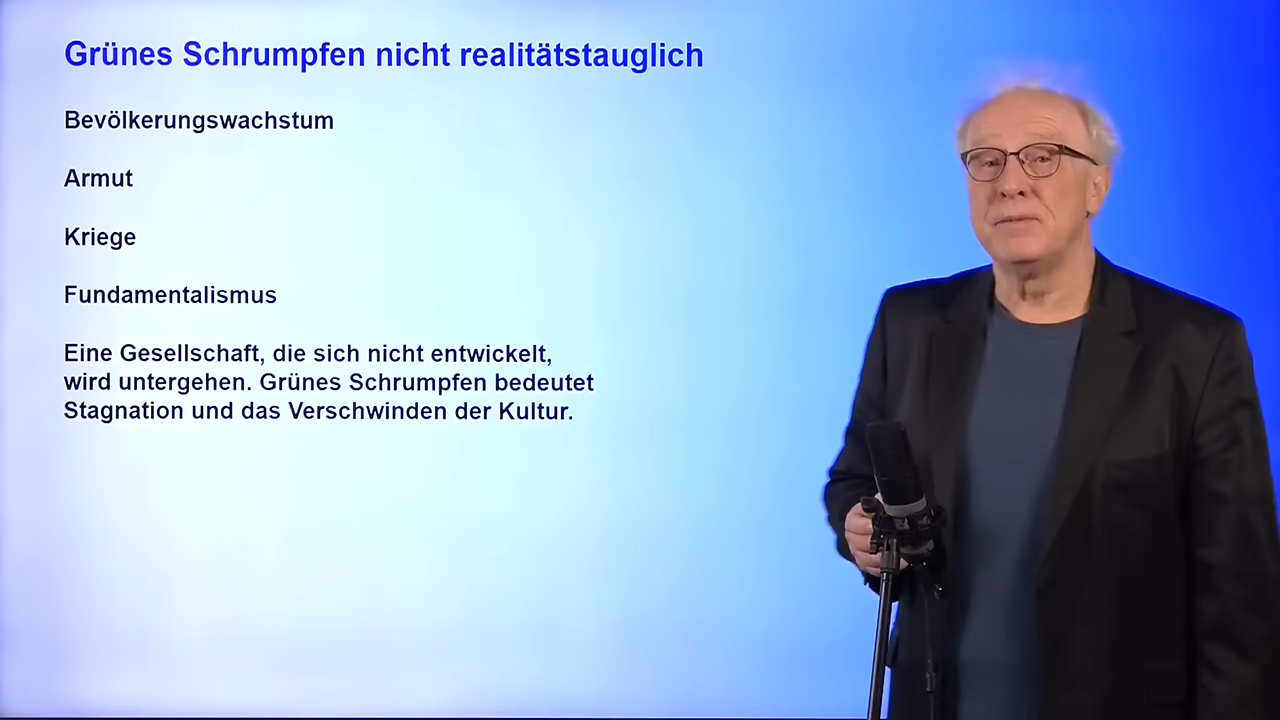 Grünes Schrumpfen nicht realitätstauglich
Bevölkerungswachstum
Armut
Kriege
Fundamentalismus
Eine Gesellschaft, die sich nicht entwickelt,
wird untergehen. Grünes Schrumpfen bedeutet
Stagnation und das Verschwinden der Kultur.